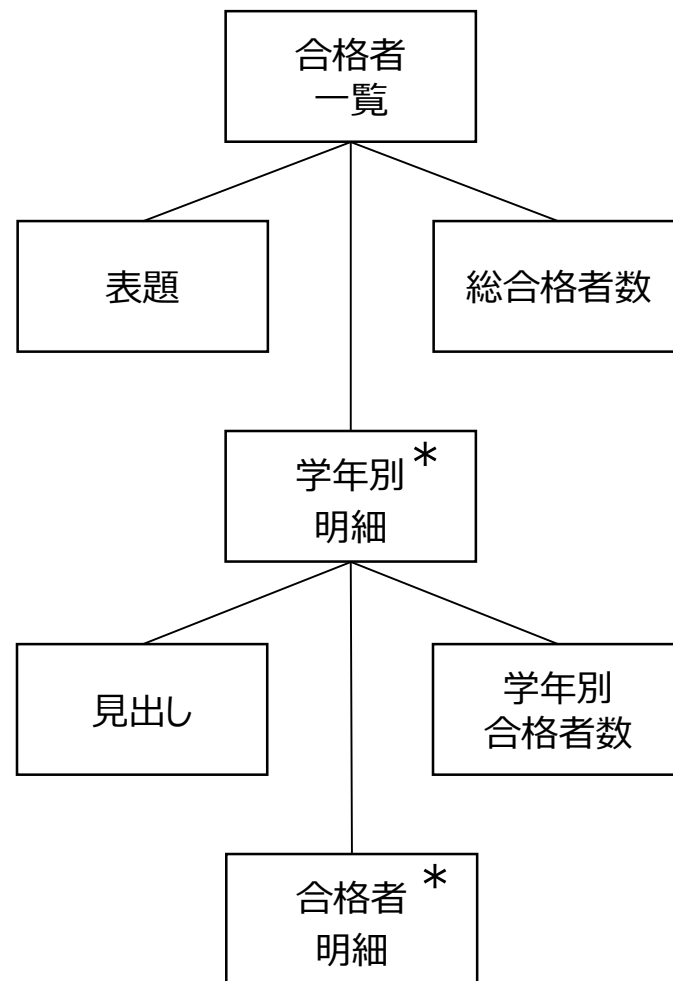 合格者
一覧
表題
総合格者数
学年別*
明細
見出し
学年別
合格者数
合格者*
明細